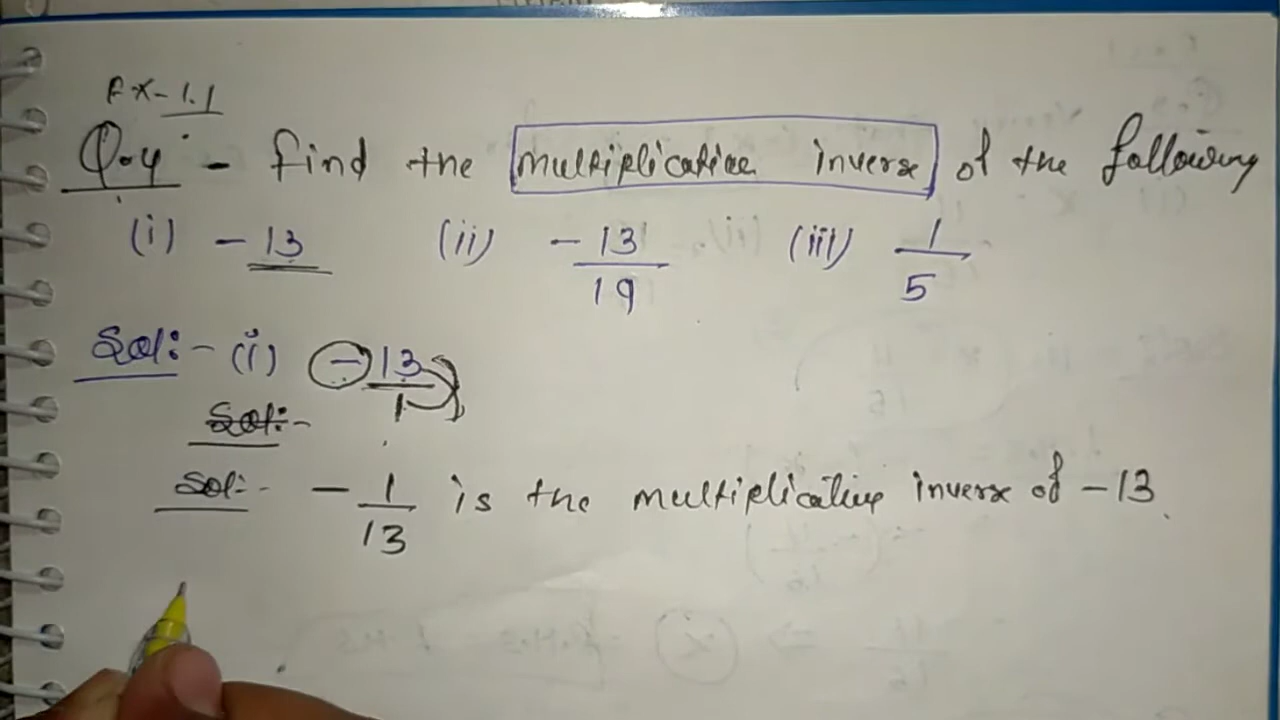 Ex-1.1
Q.4 - find the multiplicative inverse of the following
(i) -13 (ii) -13/19 (iii) 1/5
Sol:- (i) -13/1
Sol:-
Sol:- -1/13 is the multiplicative inverse of -13.